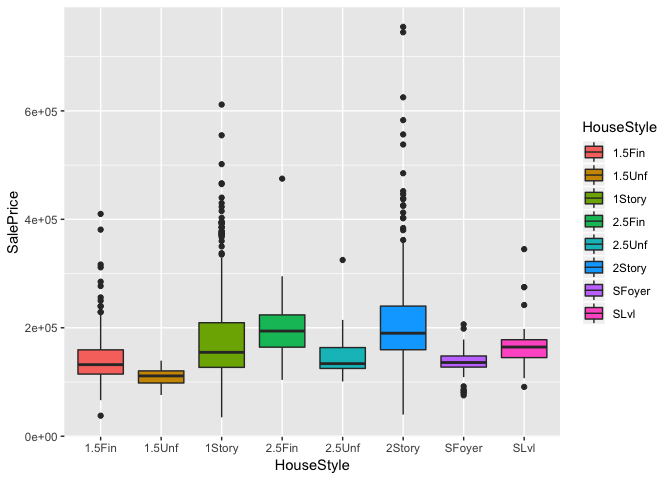 SalePrice
6e+05
4e+05
2e+05
0e+00
1.5Fin 1.5Unf 1Story 2.5Fin 2.5Unf 2Story SFoyer SLvl
HouseStyle
HouseStyle
1.5Fin
1.5Unf
1Story
2.5Fin
2.5Unf
2Story
SFoyer
SLvl